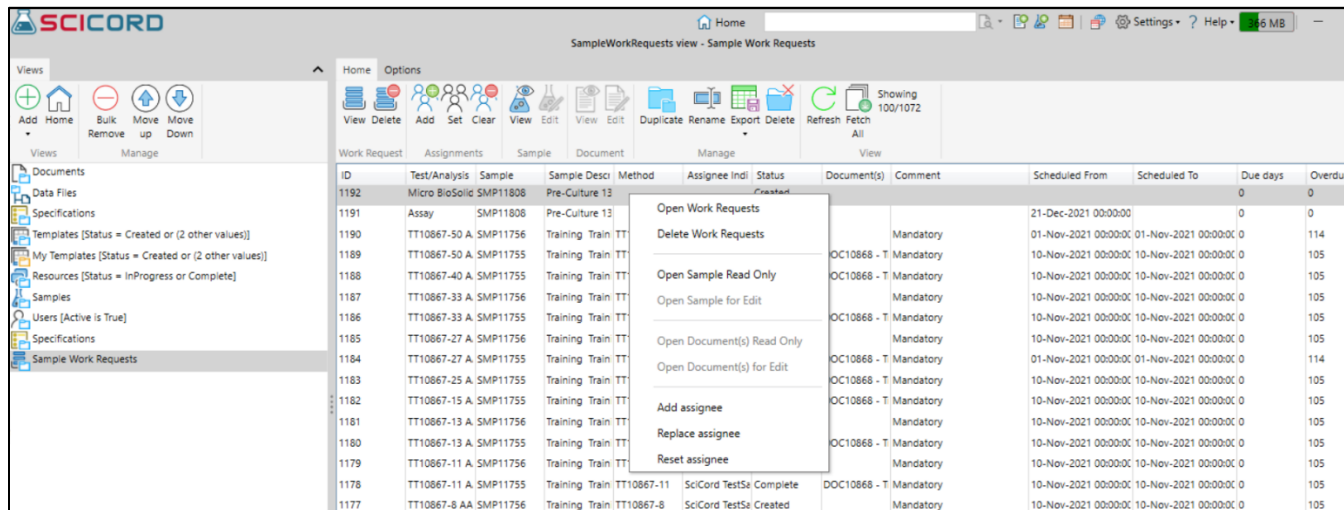 SCICORD
Home
Settings
? Help
366 MB
SampleWorkRequests view - Sample Work Requests
Views
Home Options
Add Home Bulk Remove Move up Move Down
Views Manage
View Delete Add Set Clear View Edit View Edit Duplicate Rename Export Delete Refresh Fetch All
Showing 100/1072
Work Request Assignments Sample Document Manage View
Documents
Data Files
Specifications
Templates [Status = Created or (2 other values)]
My Templates [Status = Created or (2 other values)]
Resources [Status = InProgress or Complete]
Samples
Users [Active is True]
Specifications
Sample Work Requests
ID Test/Analysis Sample Sample Descr Method Assignee Indi Status Document(s) Comment Scheduled From Scheduled To Due days Overdu
1192 Micro BioSolid SMP11808 Pre-Culture 13 Created 0 0
1191 Assay SMP11808 Pre-Culture 13 21-Dec-2021 00:00:00 0 0
1190 TT10867-50 A. SMP11756 Training Train TT Mandatory 01-Nov-2021 00:00:0( 01-Nov-2021 00:00:0( 0 114
1189 TT10867-50 A. SMP11755 Training Train TT OC10868 - T Mandatory 10-Nov-2021 00:00:0( 10-Nov-2021 00:00:0( 0 105
1188 TT10867-40 A. SMP11755 Training Train TT OC10868 - T Mandatory 10-Nov-2021 00:00:0( 10-Nov-2021 00:00:0( 0 105
1187 TT10867-33 A. SMP11756 Training Train TT Mandatory 10-Nov-2021 00:00:0( 10-Nov-2021 00:00:0( 0 105
1186 TT10867-33 A. SMP11755 Training Train TT OC10868 - T Mandatory 10-Nov-2021 00:00:0( 10-Nov-2021 00:00:0( 0 105
1185 TT10867-27 A. SMP11756 Training Train TT Mandatory 10-Nov-2021 00:00:0( 10-Nov-2021 00:00:0( 0 105
1184 TT10867-27 A. SMP11755 Training Train TT OC10868 - T Mandatory 01-Nov-2021 00:00:0( 01-Nov-2021 00:00:0( 0 114
1183 TT10867-25 A. SMP11755 Training Train TT OC10868 - T Mandatory 10-Nov-2021 00:00:0( 10-Nov-2021 00:00:0( 0 105
1182 TT10867-15 A. SMP11755 Training Train TT OC10868 - T Mandatory 10-Nov-2021 00:00:0( 10-Nov-2021 00:00:0( 0 105
1181 TT10867-13 A. SMP11756 Training Train TT Mandatory 10-Nov-2021 00:00:0( 10-Nov-2021 00:00:0( 0 105
1180 TT10867-13 A. SMP11755 Training Train TT OC10868 - T Mandatory 10-Nov-2021 00:00:0( 10-Nov-2021 00:00:0( 0 105
1179 TT10867-11 A. SMP11756 Training Train TT Mandatory 10-Nov-2021 00:00:0( 10-Nov-2021 00:00:0( 0 105
1178 TT10867-11 A. SMP11755 Training Train TT10867-11 SciCord TestSa Complete DOC10868 - T Mandatory 10-Nov-2021 00:00:0( 10-Nov-2021 00:00:0( 0 105
1177 TT10867-8 AA SMP11756 Training Train TT10867-8 SciCord TestSa Created Mandatory 10-Nov-2021 00:00:0( 10-Nov-2021 00:00:0( 0 105
Open Work Requests
Delete Work Requests
Open Sample Read Only
Open Sample for Edit
Open Document(s) Read Only
Open Document(s) for Edit
Add assignee
Replace assignee
Reset assignee